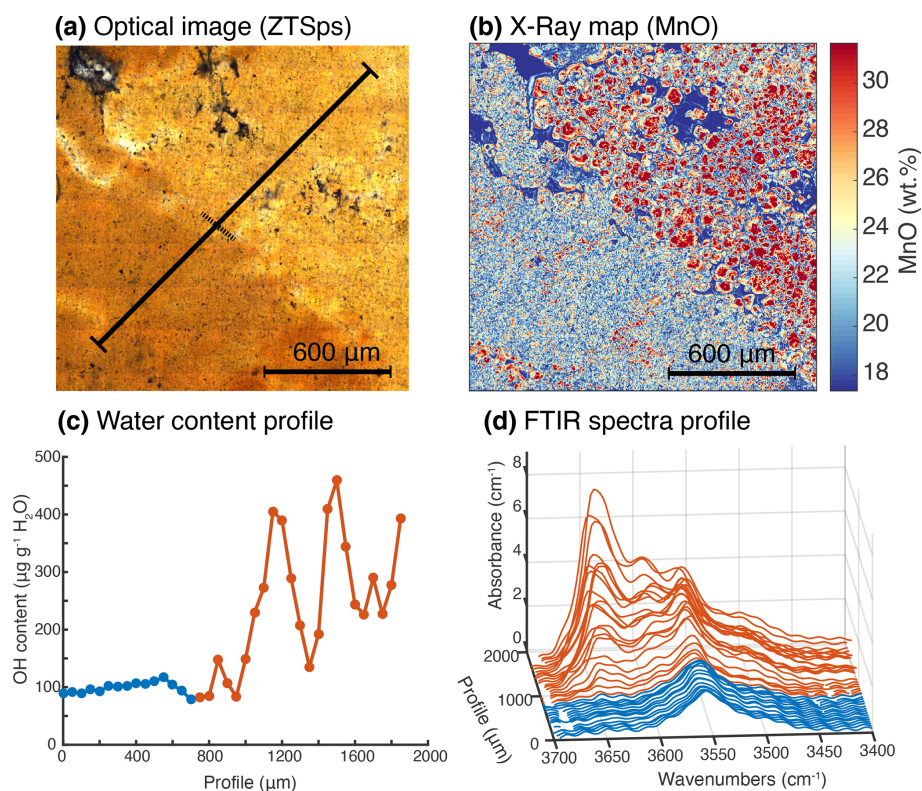 (a) Optical image (ZTSps)
600 µm
(b) X-Ray map (MnO)
600 µm
30
28
26
24
22
20
18
MnO (wt.%)
(c) Water content profile
500
400
300
200
100
0
OH content (µg g⁻¹ H₂O)
0
400
800
1200
1600
2000
Profile (µm)
(d) FTIR spectra profile
8
6
4
2
0
Absorbance (cm⁻¹)
2000
1000
0
Profile (µm)
3700
3650
3600
3550
3500
3450
3400
Wavenumbers (cm⁻¹)